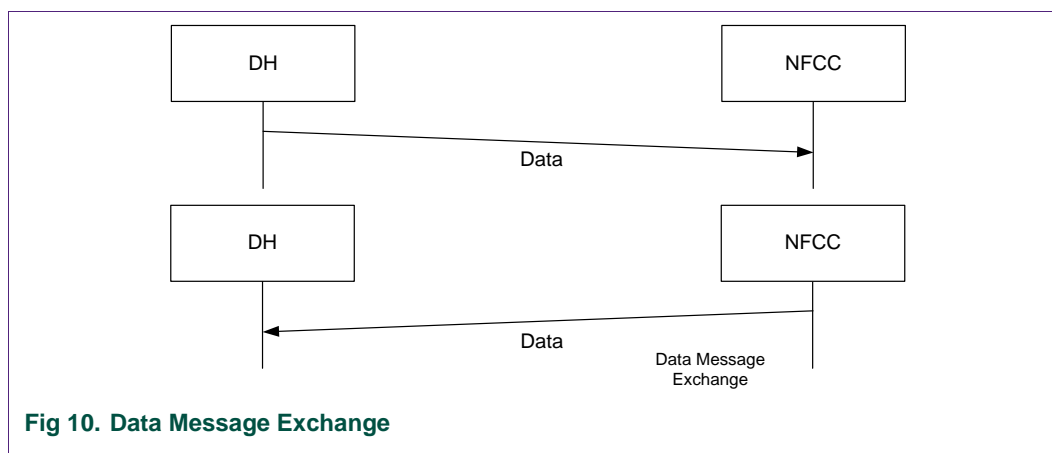 DH
NFCC
Data
DH
NFCC
Data
Data Message
Exchange
Fig 10. Data Message Exchange